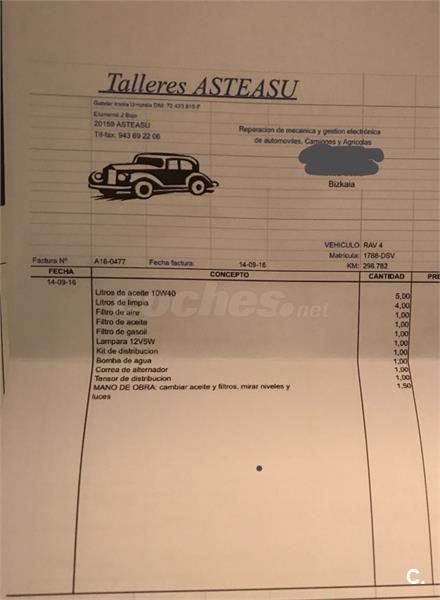 Talleres ASTEASU
20159 ASTEASU
Tlf-fax: 943 69 22 06
Reparacion de mecanica y gestion electrónica
de automoviles, Camiones y Agricolas
Bizkaia
VEHICULO RAV 4
Matricula: 1788-DSV
KM: 298.782
Factura Nº A16-0477 Fecha factura: 14-09-16
FECHA CONCEPTO CANTIDAD PRE
14-09-16
Litros de aceite 10W40 5,00
Litros de limpia 4,00
Filtro de aire 1,00
Filtro de aceite 1,00
Filtro de gasoil 1,00
Lampara 12V5W 1,00
Kit de distribucion 1,00
Bomba de agua 1,00
Correa de alternador 1,00
Tensor de distribucion 1,00
MANO DE OBRA: cambiar aceite y filtros, mirar niveles y 1,50
luces
coches.net
C.